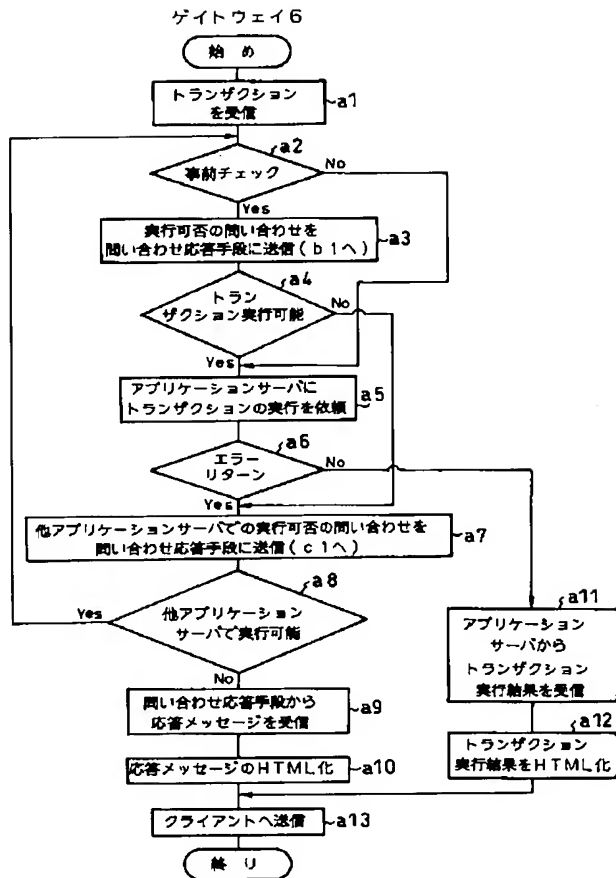 ゲイトウェイ6
始め
トランザクション
を受信
a1
a2
事前チェック
No
Yes
実行可否の問い合わせを
問い合わせ応答手段に送信(b1へ)
a3
a4
トラン
ザクション実行可能
No
Yes
アプリケーションサーバに
トランザクションの実行を依頼
a5
a6
エラー
リターン
No
Yes
他アプリケーションサーバでの実行可否の問い合わせを
問い合わせ応答手段に送信(c1へ)
a7
a8
他アプリケーション
サーバで実行可能
Yes
No
a11
アプリケーション
サーバから
トランザクション
実行結果を受信
問い合わせ応答手段から
応答メッセージを受信
a9
a12
トランザクション
実行結果をHTML化
応答メッセージのHTML化
a10
クライアントへ送信
a13
終り